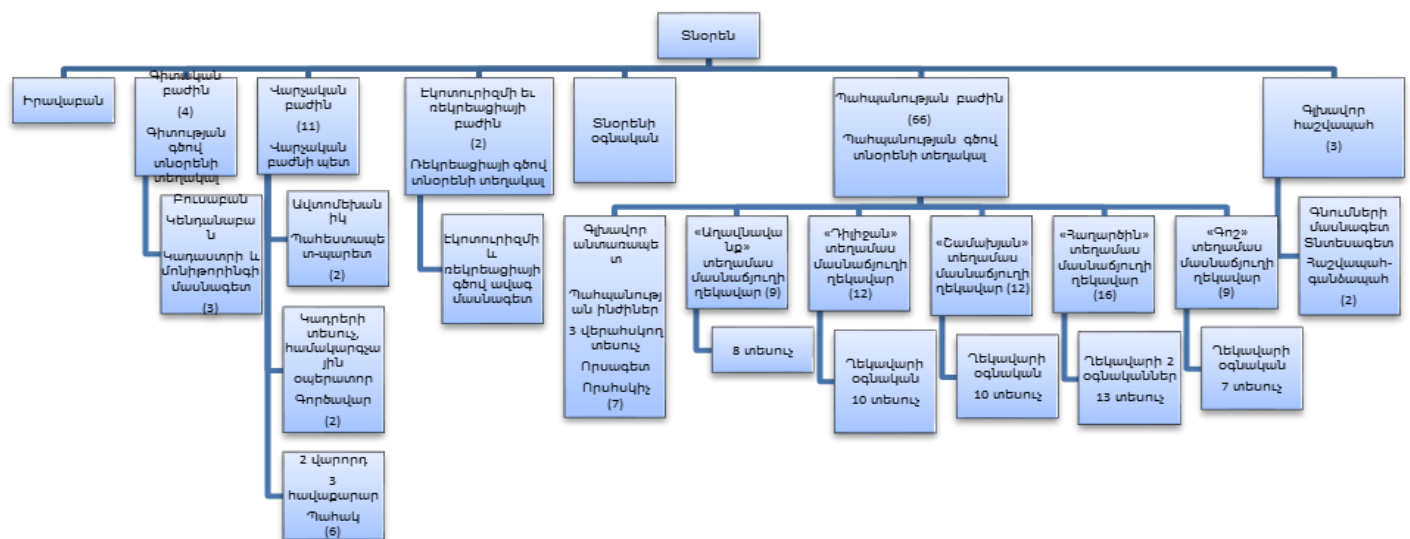 Տնօրեն
Իրավաբան
Գիտական
բաժին
(4)
Գիտության
գծով
տնօրենի
տեղակալ
Վարչական
բաժին
(11)
Վարչական
բաժնի պետ
Էկոտուրիզմի եւ
ռեկրեացիայի
բաժին
(2)
Ռեկրեացիայի գծով
տնօրենի տեղակալ
Տնօրենի
օգնական
Պահպանության բաժին
(66)
Պահպանության գծով
տնօրենի տեղակալ
Գլխավոր
հաշվապահ
(3)
Բուսաբան
Կենդանաբա
ն
Կադաստրի և
մոնիթորինգի
մասնագետ
(3)
Ավտոմեխան
իկ
Պահեստապե
տ-պարետ
(2)
Կադրերի
տեսուչ,
համակարգչա
յին
օպերատոր
Գործավար
(2)
2 վարորդ
3
հավաքարար
Պահակ
(6)
Էկոտուրիզմի
և
ռեկրեացիայի
գծով ավագ
մասնագետ
Գլխավոր
անտառապե
տ
Պահպանությ
ան ինժիներ
3 վերահսկող
տեսուչ
Որսագետ
Որսհսկիչ
(7)
«Աղավնավա
նք» տեղամաս
մասնաճյուղի
ղեկավար (9)
8 տեսուչ
«Դիլիջան»
տեղամաս
մասնաճյուղի
ղեկավար
(12)
Ղեկավարի
օգնական
10 տեսուչ
«Շամախյան»
տեղամաս
մասնաճյուղի
ղեկավար (12)
Ղեկավարի
օգնական
10 տեսուչ
«Հաղարծին»
տեղամաս
մասնաճյուղի
ղեկավար
(16)
Ղեկավարի 2
օգնականներ
13 տեսուչ
«Գոշ»
տեղամաս
մասնաճյուղի
ղեկավար
(9)
Ղեկավարի
օգնական
7 տեսուչ
Գնումների
մասնագետ
Տնտեսագետ
Հաշվապահ-
գանձապահ
(2)